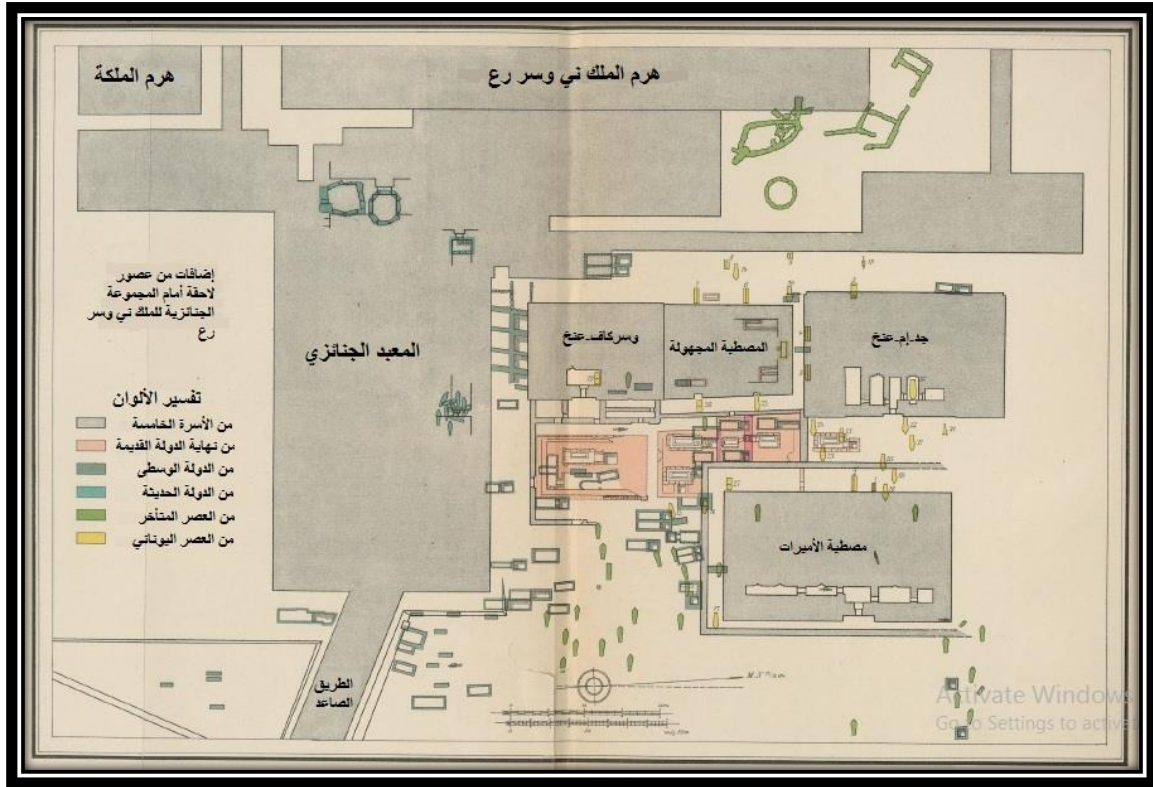 هرم الملكة
هرم الملك ني وسر رع
إضافات من عصور
لاحقة أمام المجموعة
الجنائزية للملك ني وسر
رع
المعبد الجنائزي
وسركاف-عنخ
المصطبة المجهولة
جد-إم-عنخ
تفسير الألوان
من الأسرة الخامسة
من نهاية الدولة القديمة
من الدولة الوسطى
من الدولة الحديثة
من العصر المتأخر
من العصر اليوناني
مصطبة الأميرات
الطريق
الصاعد
Activate Windows
Go to Settings to activat